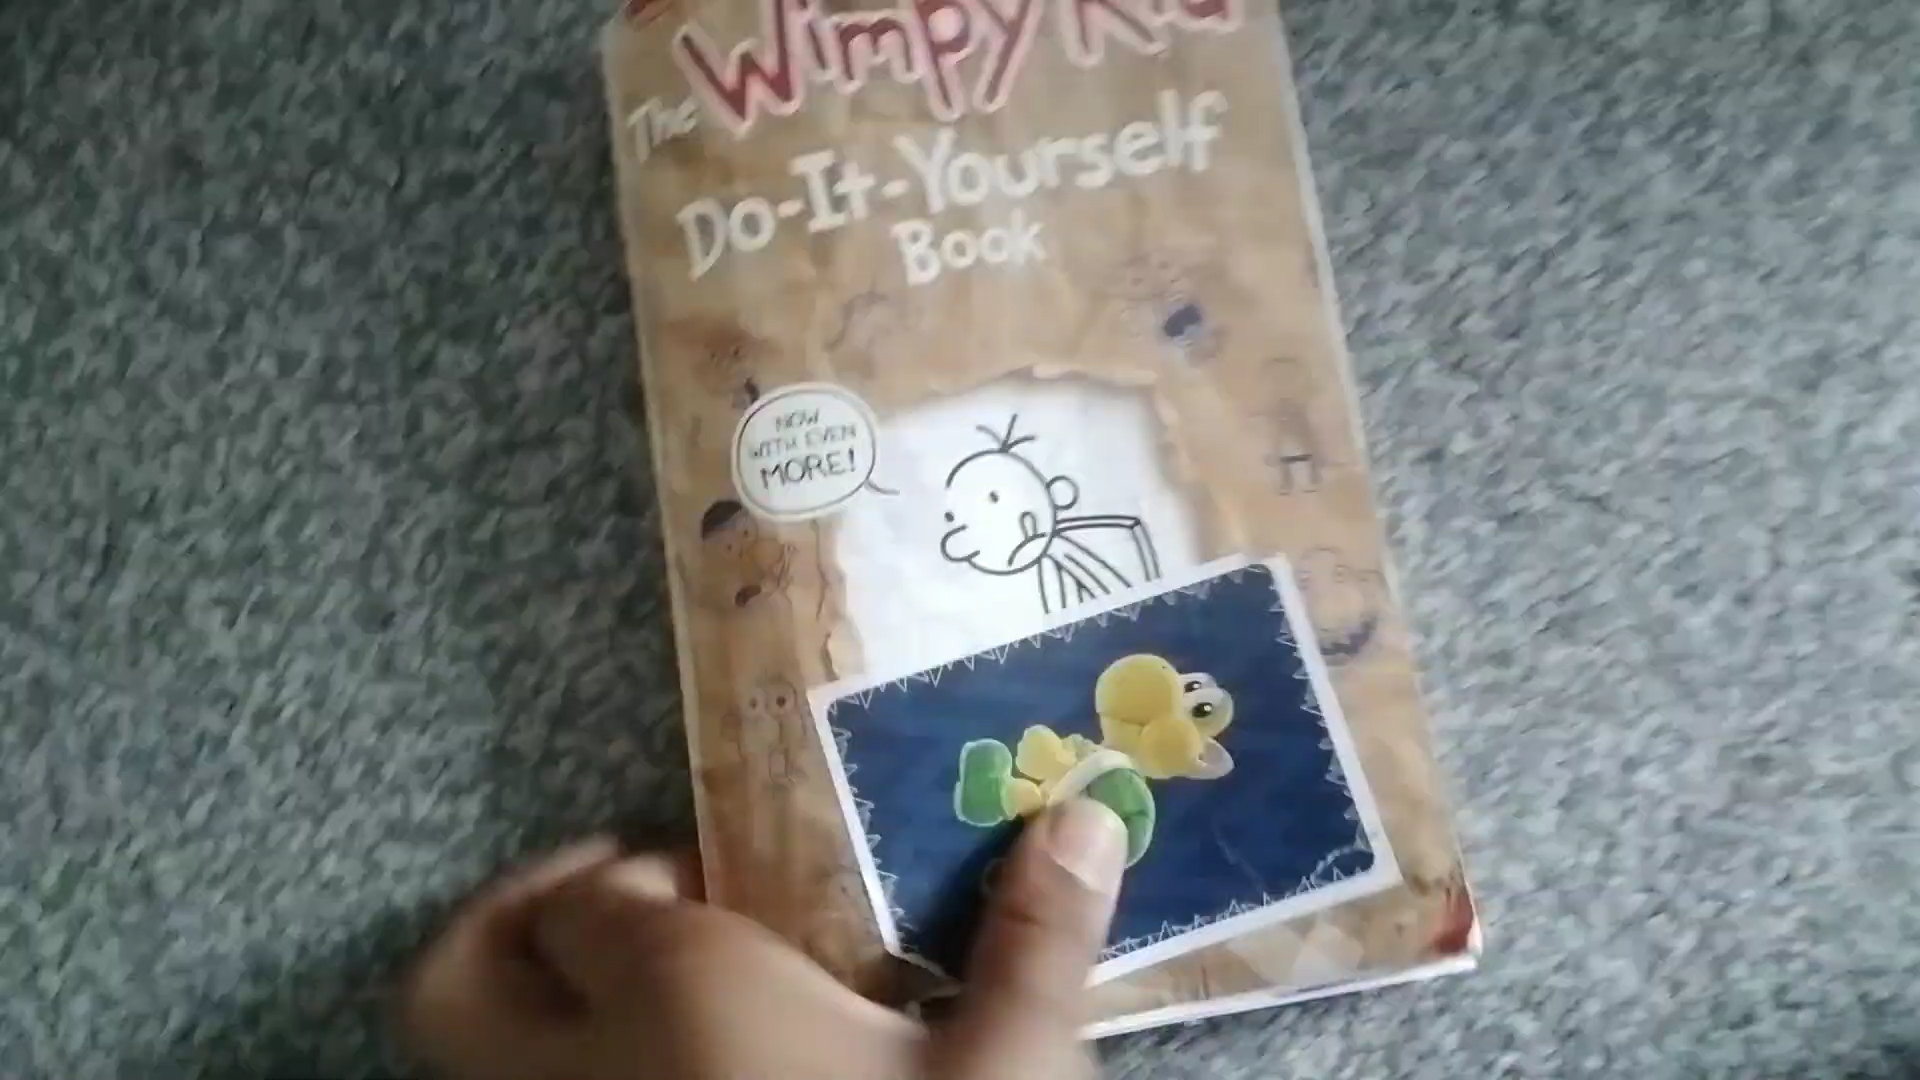 The Wimpy Kid
Do-It-Yourself
Book
NOW
WITH EVEN
MORE!